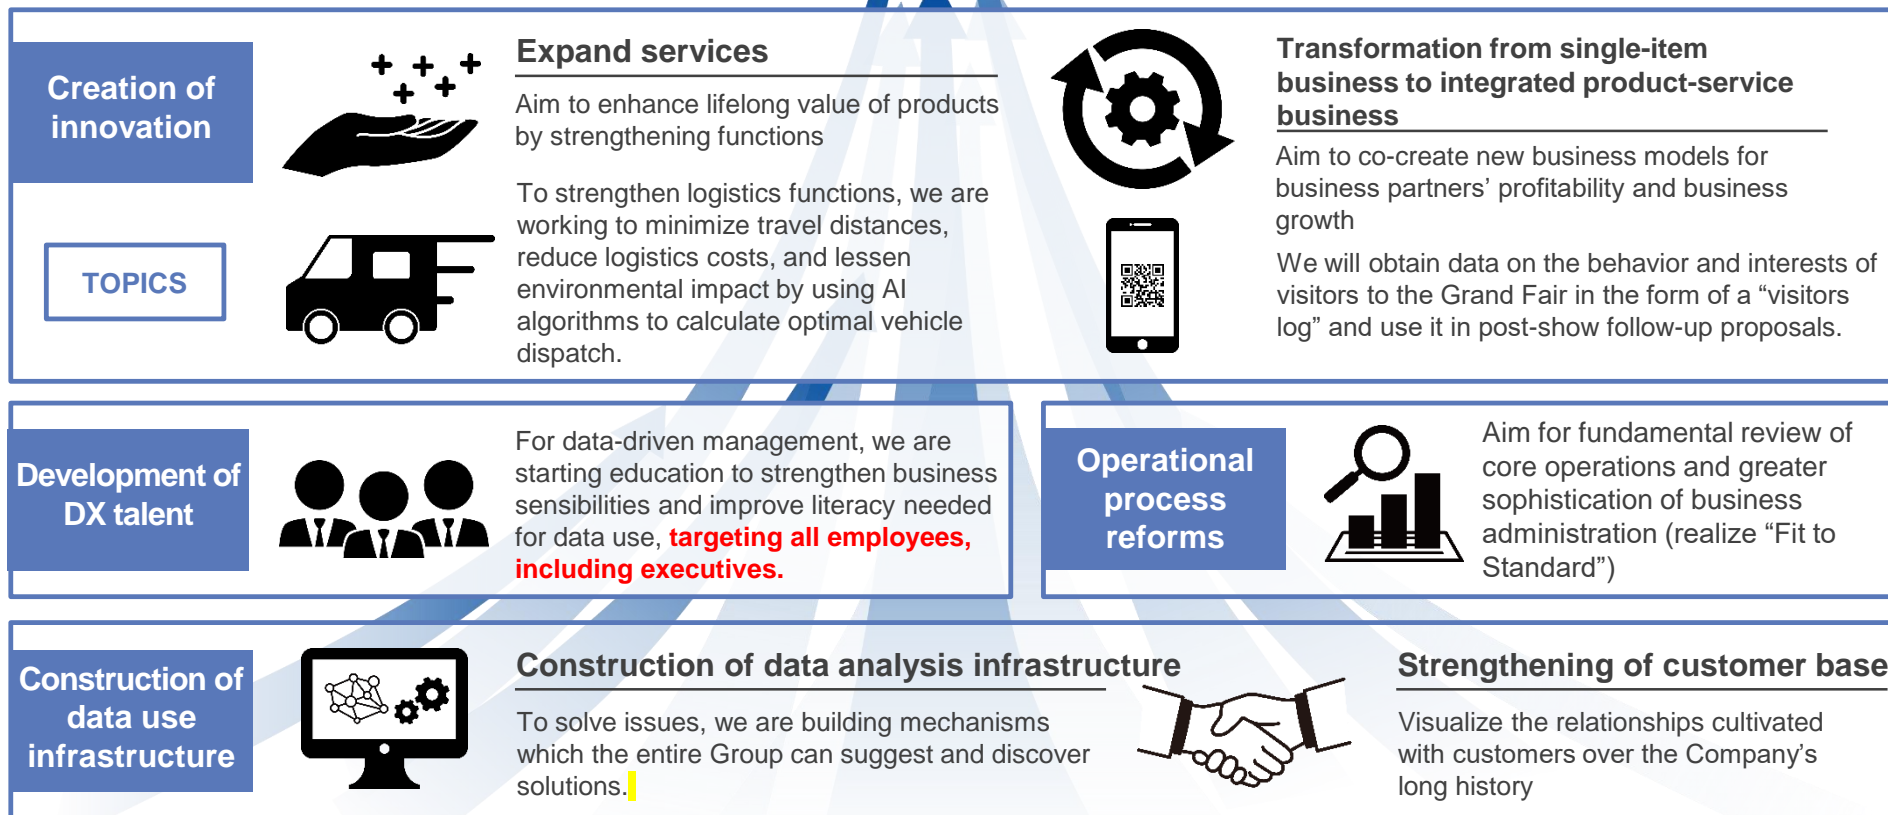 Creation of
innovation
Expand services
Aim to enhance lifelong value of products
by strengthening functions
TOPICS
To strengthen logistics functions, we are
working to minimize travel distances,
reduce logistics costs, and lessen
environmental impact by using AI
algorithms to calculate optimal vehicle
dispatch.
Transformation from single-item
business to integrated product-service
business
Aim to co-create new business models for
business partners’ profitability and business
growth
We will obtain data on the behavior and interests of
visitors to the Grand Fair in the form of a “visitors
log” and use it in post-show follow-up proposals.
Development of
DX talent
For data-driven management, we are
starting education to strengthen business
sensibilities and improve literacy needed
for data use, targeting all employees,
including executives.
Operational
process
reforms
Aim for fundamental review of
core operations and greater
sophistication of business
administration (realize “Fit to
Standard”)
Construction of
data use
infrastructure
Construction of data analysis infrastructure
To solve issues, we are building mechanisms
which the entire Group can suggest and discover
solutions.
Strengthening of customer base
Visualize the relationships cultivated
with customers over the Company’s
long history